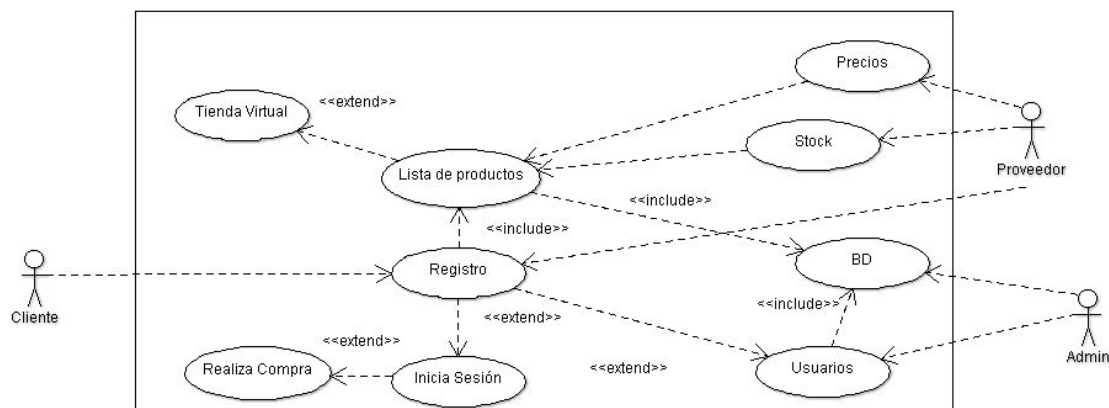 Precios
Tienda Virtual
<<extend>>
Stock
Proveedor
Lista de productos
<<include>>
<<include>>
Registro
BD
Cliente
<<include>>
<<extend>>
<<extend>>
Realiza Compra
Inicia Sesión
<<extend>>
Usuarios
Admin